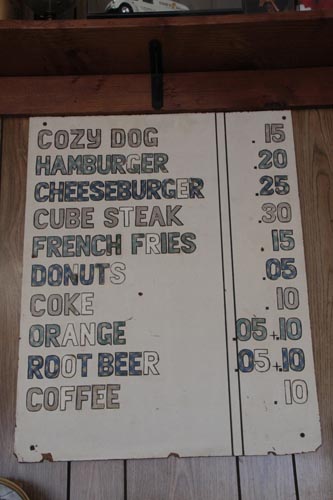 COZY DOG 15
HAMBURGER .20
CHEESEBURGER .25
CUBE STEAK .30
FRENCH FRIES 15
DONUTS .05
COKE .10
ORANGE .05 + .10
ROOT BEER .05 + .10
COFFEE .10